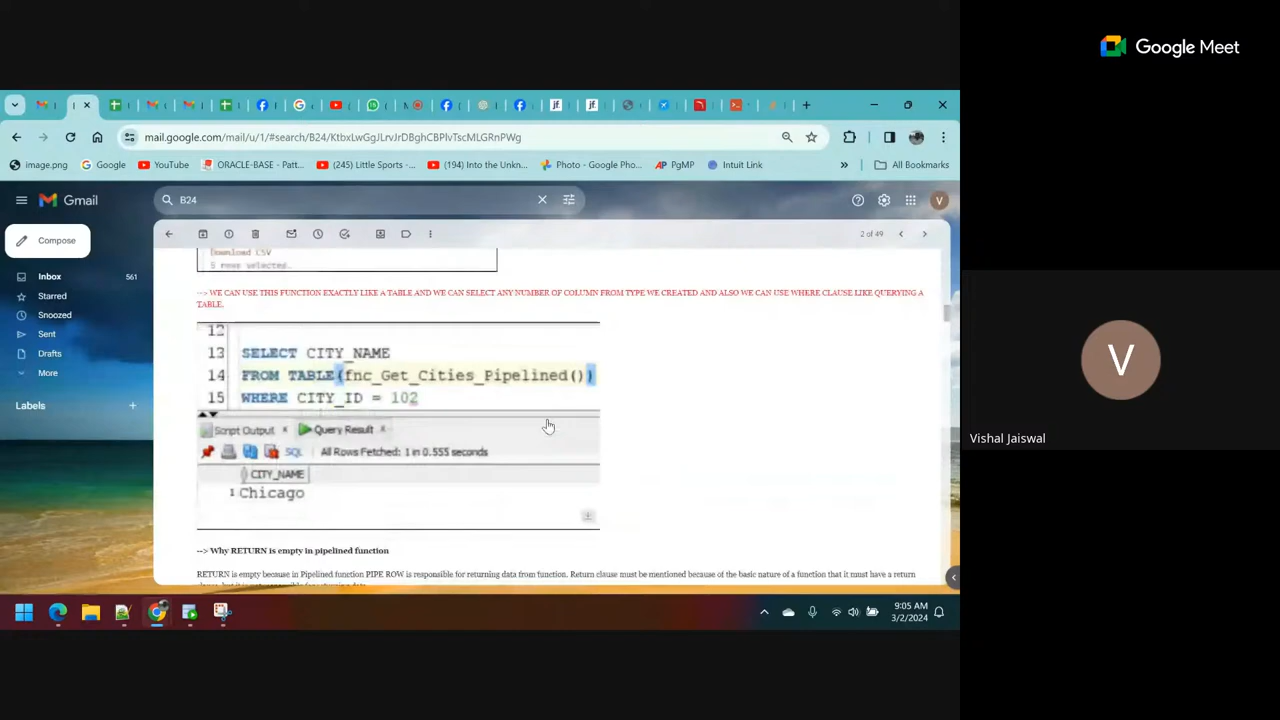 Google Meet
mail.google.com/mail/u/1/#search/B24/KtbxLwGgJLrvJrDBghCBPlvTscMLGRnPWg
image.png
Google
YouTube
ORACLE-BASE - Patt...
(245) Little Sports -...
(194) Into the Unkn...
Photo - Google Pho...
PgMP
Intuit Link
All Bookmarks
Gmail
B24
V
Compose
2 of 49
Inbox
561
Starred
Snoozed
Sent
Drafts
More
Labels
Download CSV
5 rows selected.
--> WE CAN USE THIS FUNCTION EXACTLY LIKE A TABLE AND WE CAN SELECT ANY NUMBER OF COLUMN FROM TYPE WE CREATED AND ALSO WE CAN USE WHERE CLAUSE LIKE QUERYING A
TABLE.
12
13 SELECT CITY_NAME
14 FROM TABLE(fnc_Get_Cities_Pipelined())
15 WHERE CITY_ID = 102
Script Output
Query Result
SQL
All Rows Fetched: 1 in 0.555 seconds
CITY_NAME
1 Chicago
--> Why RETURN is empty in pipelined function
RETURN is empty because in Pipelined function PIPE ROW is responsible for returning data from function. Return clause must be mentioned because of the basic nature of a function that it must have a return
V
Vishal Jaiswal
9:05 AM
3/2/2024